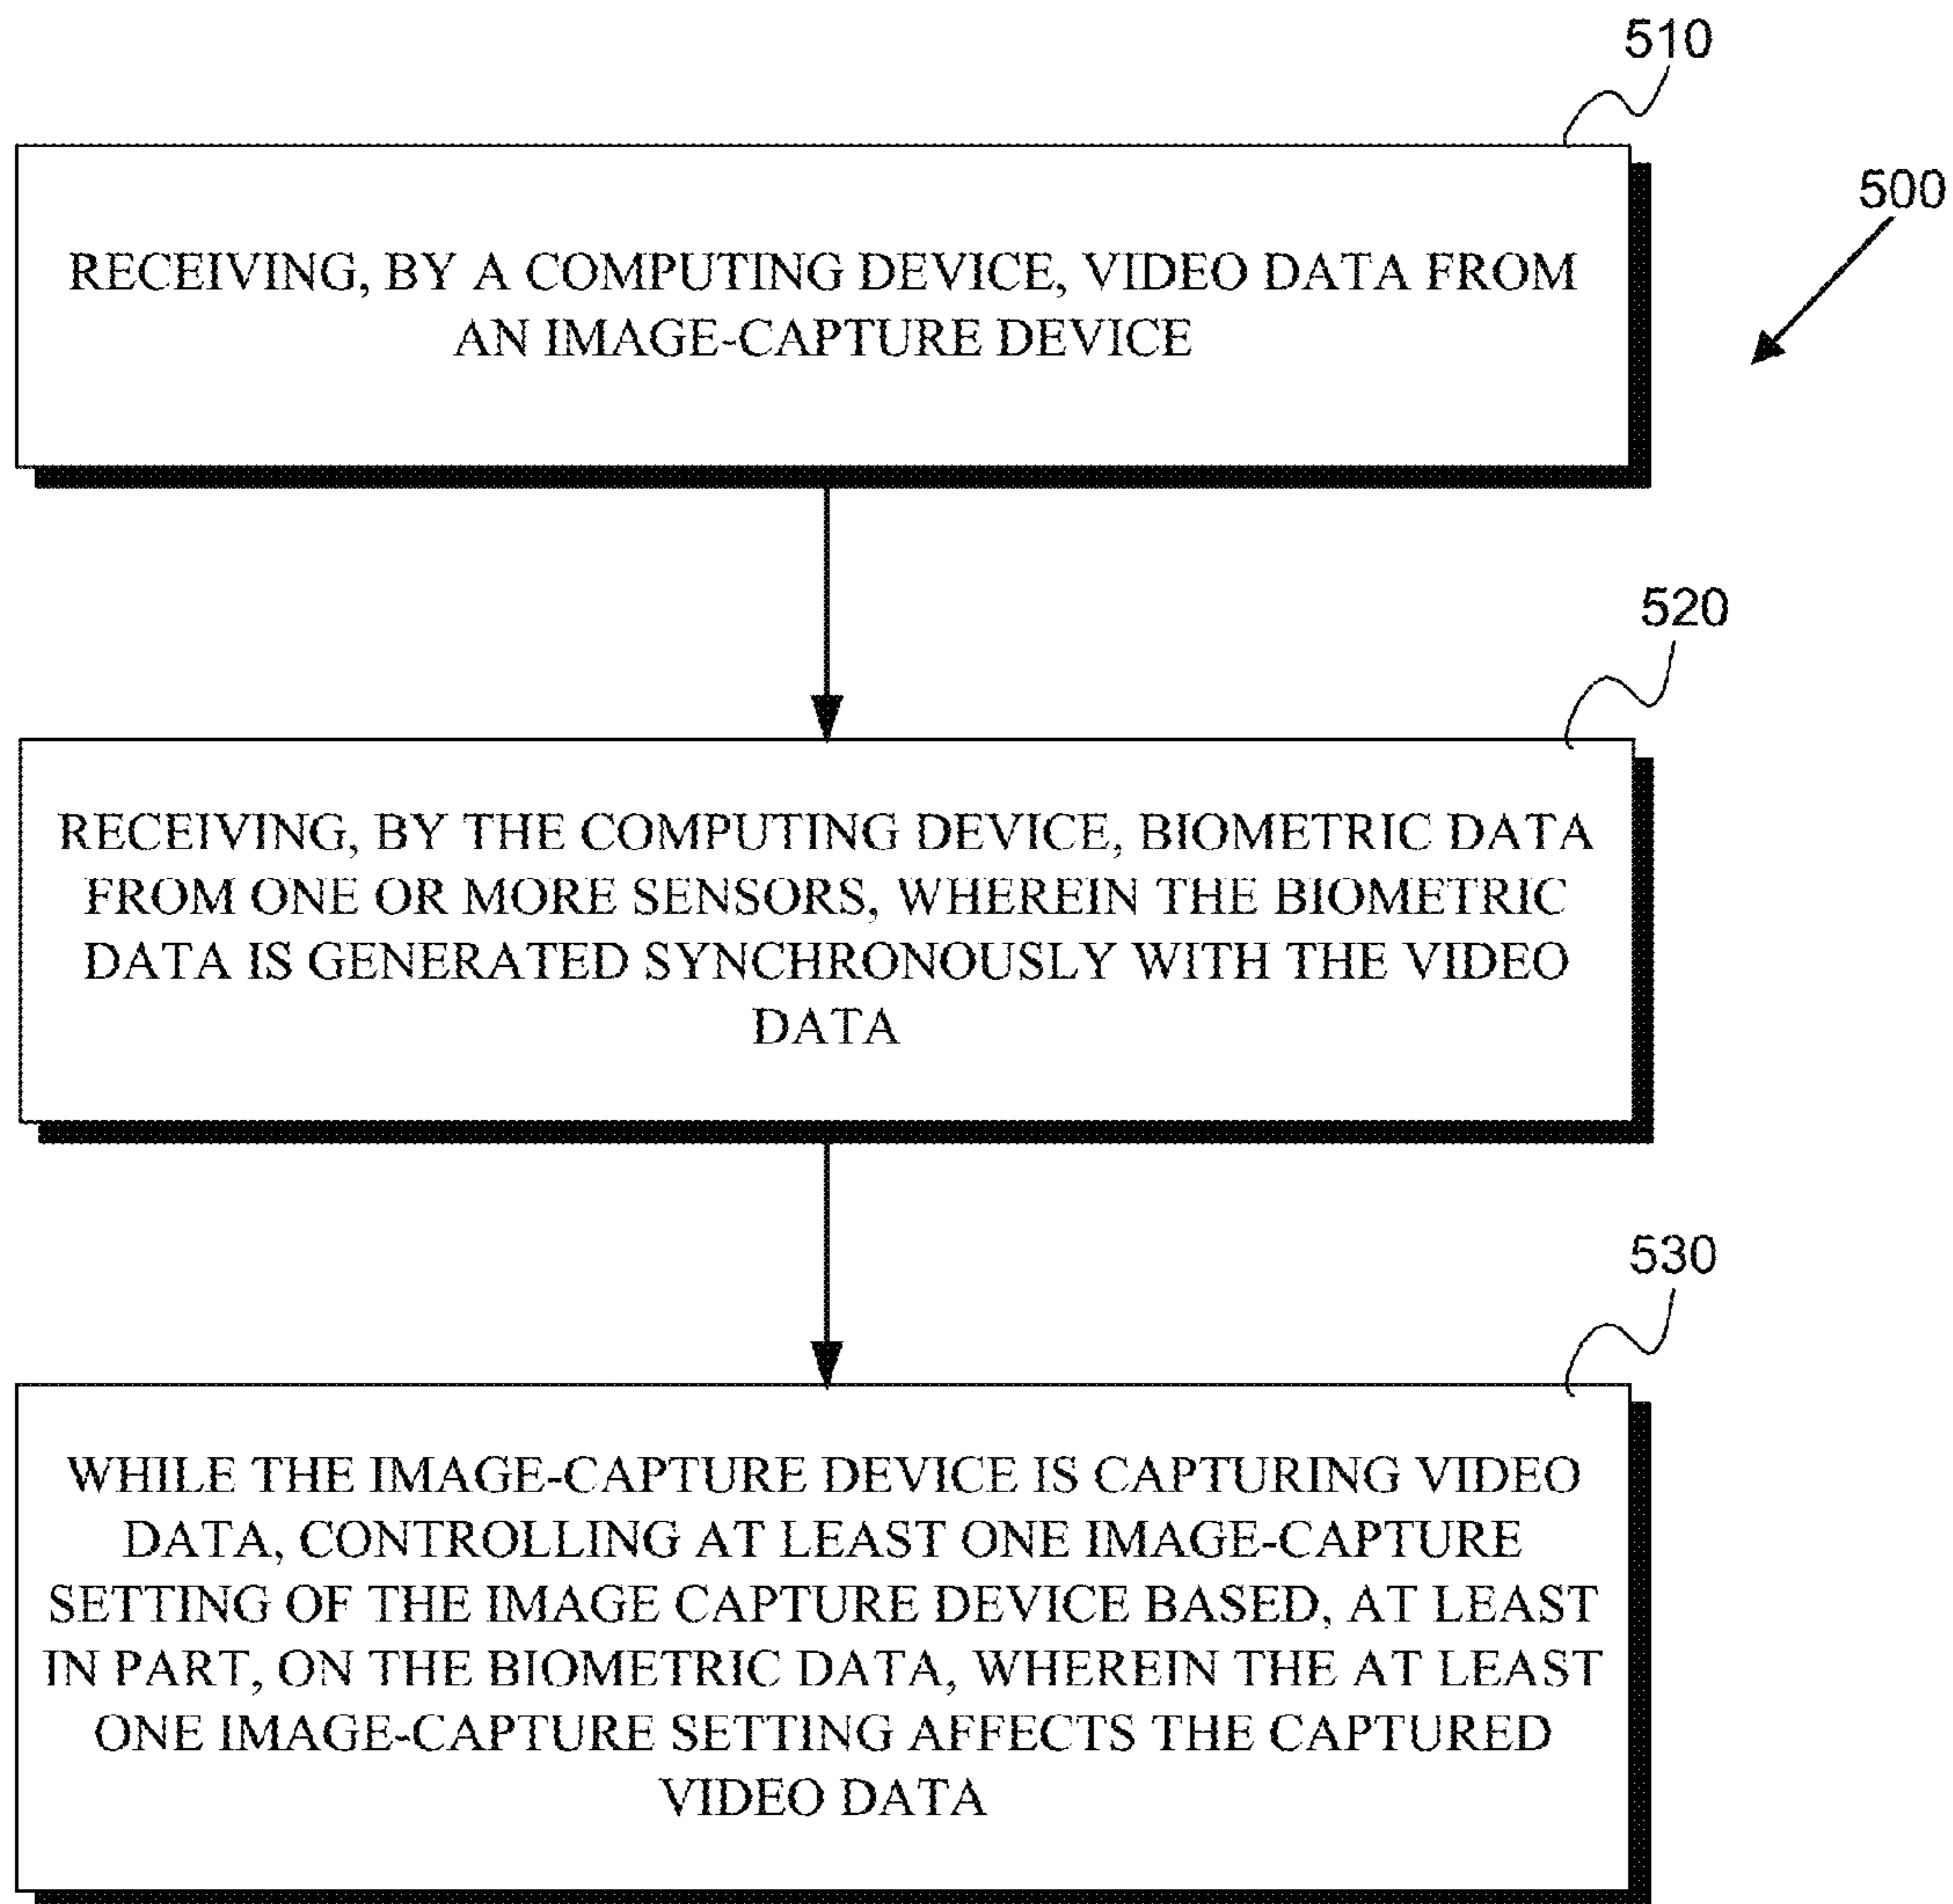 510
500
RECEIVING, BY A COMPUTING DEVICE, VIDEO DATA FROM
AN IMAGE-CAPTURE DEVICE
520
RECEIVING, BY THE COMPUTING DEVICE, BIOMETRIC DATA
FROM ONE OR MORE SENSORS, WHEREIN THE BIOMETRIC
DATA IS GENERATED SYNCHRONOUSLY WITH THE VIDEO
DATA
530
WHILE THE IMAGE-CAPTURE DEVICE IS CAPTURING VIDEO
DATA, CONTROLLING AT LEAST ONE IMAGE-CAPTURE
SETTING OF THE IMAGE CAPTURE DEVICE BASED, AT LEAST
IN PART, ON THE BIOMETRIC DATA, WHEREIN THE AT LEAST
ONE IMAGE-CAPTURE SETTING AFFECTS THE CAPTURED
VIDEO DATA